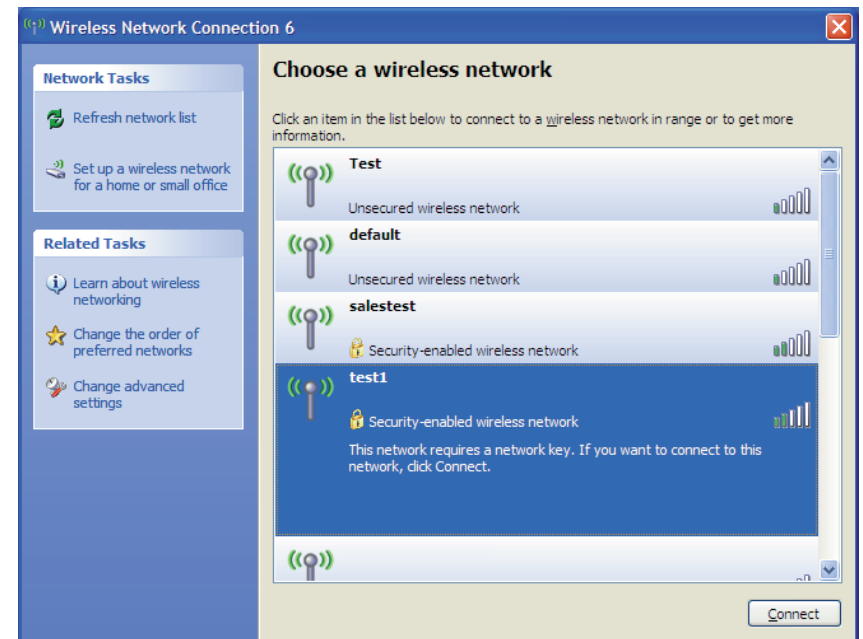 Wireless Network Connection 6
Network Tasks
Refresh network list
Set up a wireless network
for a home or small office
Related Tasks
Learn about wireless
networking
Change the order of
preferred networks
Change advanced
settings
Choose a wireless network
Click an item in the list below to connect to a wireless network in range or to get more
information.
Test
Unsecured wireless network
default
Unsecured wireless network
salestest
Security-enabled wireless network
test1
Security-enabled wireless network
This network requires a network key. If you want to connect to this
network, click Connect.
Connect